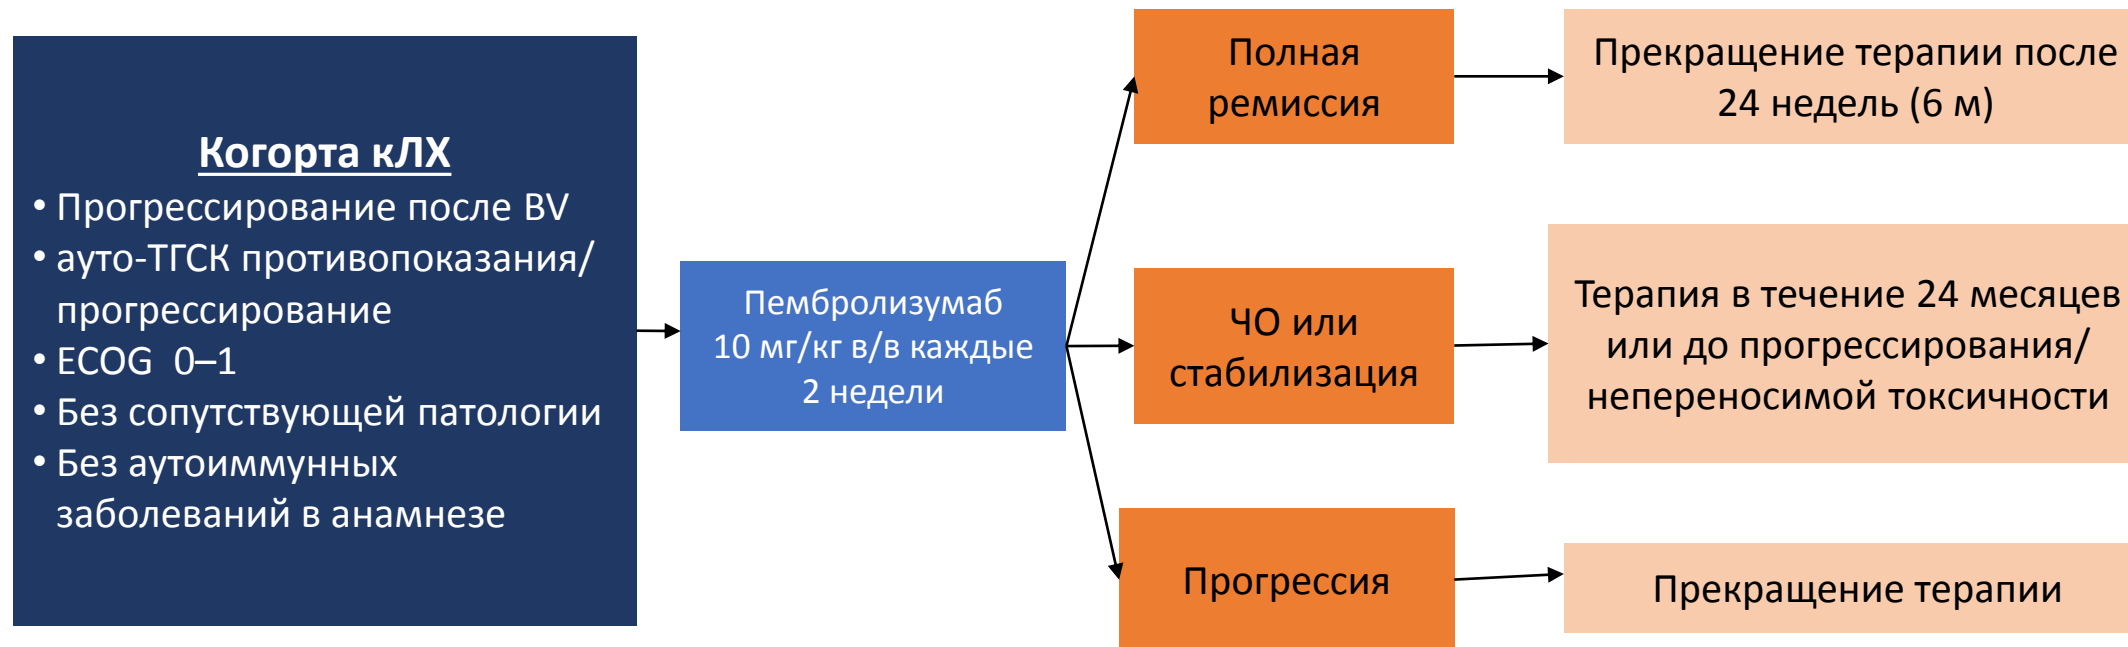 Когорта кЛХ
• Прогрессирование после BV
• ауто-ТГСК противопоказания/
прогрессирование
• ECOG 0–1
• Без сопутствующей патологии
• Без аутоиммунных
заболеваний в анамнезе
Пембролизумаб
10 мг/кг в/в каждые
2 недели
Полная
ремиссия
Прекращение терапии после
24 недель (6 м)
ЧО или
стабилизация
Терапия в течение 24 месяцев
или до прогрессирования/
непереносимой токсичности
Прогрессия
Прекращение терапии